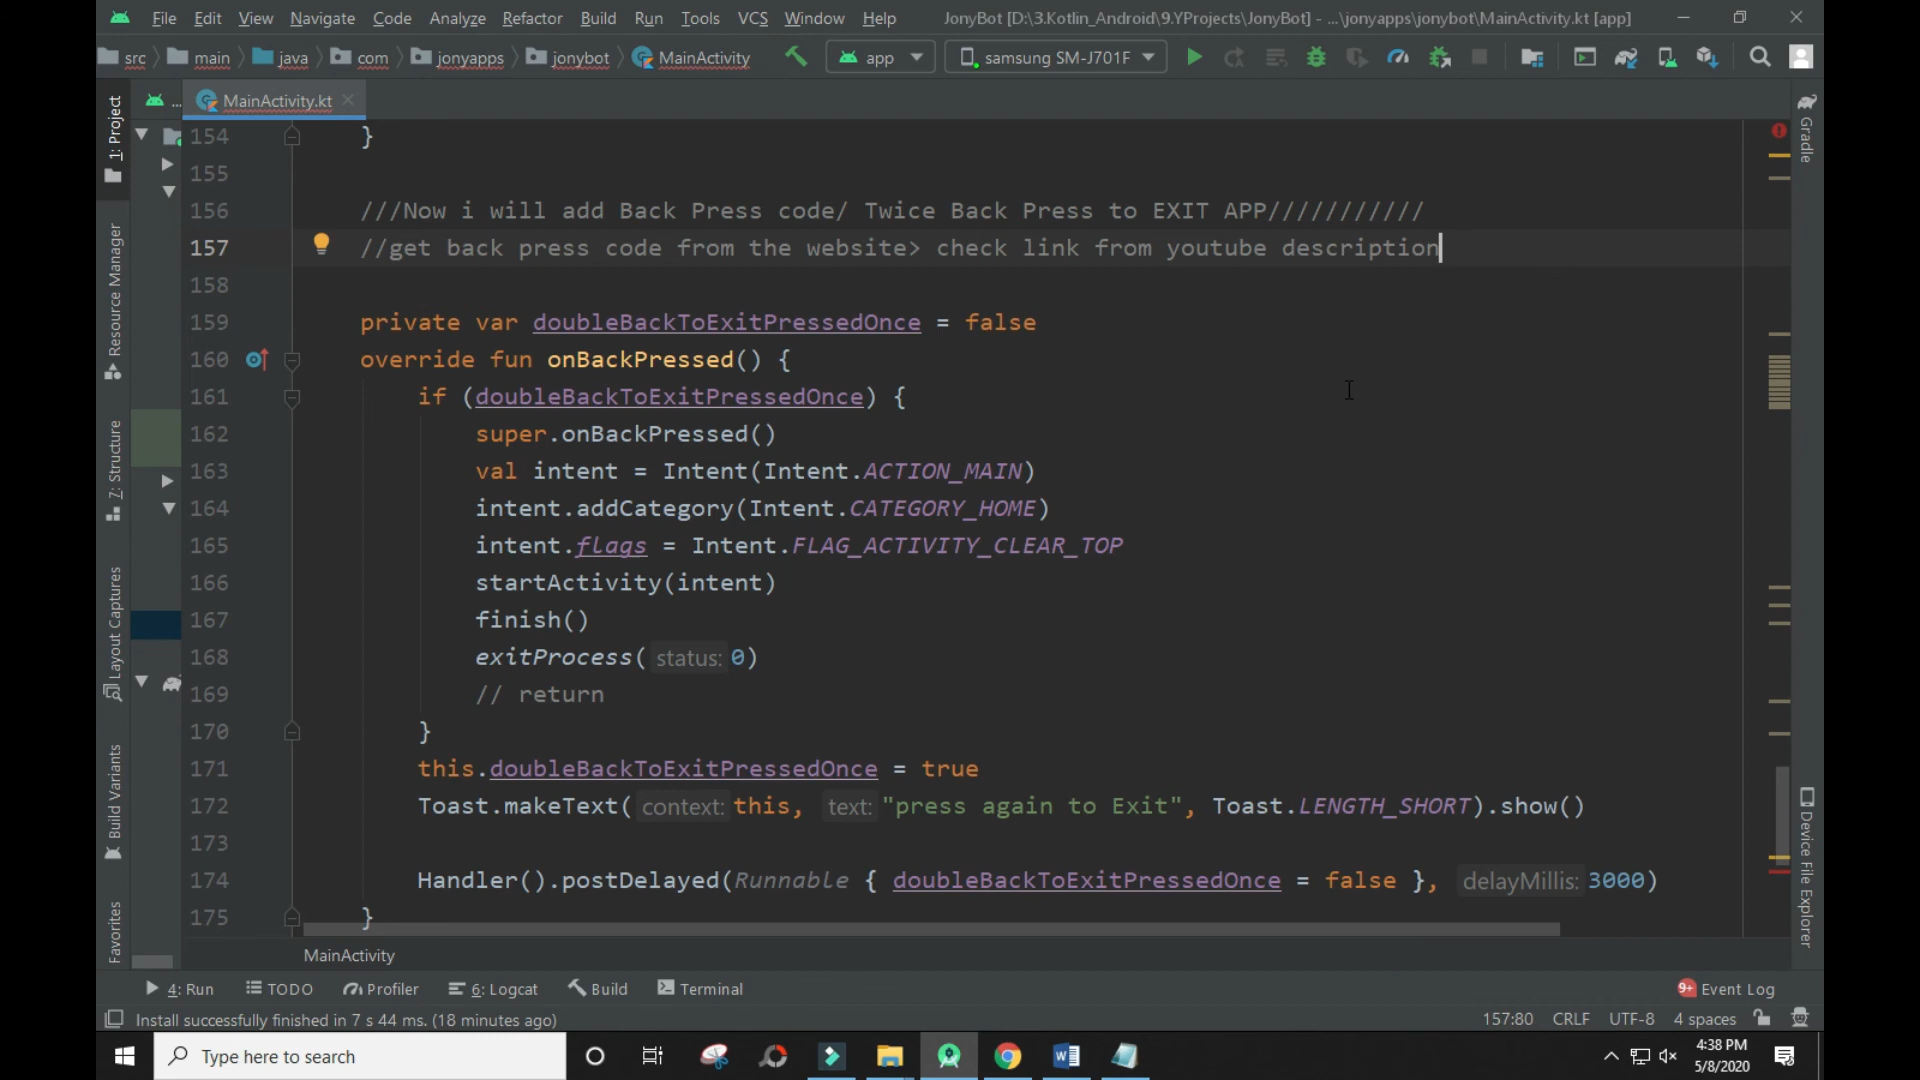 File Edit View Navigate Code Analyze Refactor Build Run Tools VCS Window Help JonyBot [D:\3.Kotlin_Android\9.YProjects\JonyBot] - ...\jonyapps\jonybot\MainActivity.kt [app]
src main java com jonyapps jonybot MainActivity app samsung SM-J701F
1: Project
...
MainActivity.kt
Gradle
154 }
155
156 ///Now i will add Back Press code/ Twice Back Press to EXIT APP///////////
157 //get back press code from the website> check link from youtube description
158
159 private var doubleBackToExitPressedOnce = false
160 override fun onBackPressed() {
161 if (doubleBackToExitPressedOnce) {
162 super.onBackPressed()
163 val intent = Intent(Intent.ACTION_MAIN)
164 intent.addCategory(Intent.CATEGORY_HOME)
165 intent.flags = Intent.FLAG_ACTIVITY_CLEAR_TOP
166 startActivity(intent)
167 finish()
168 exitProcess( status: 0)
169 // return
170 }
171 this.doubleBackToExitPressedOnce = true
172 Toast.makeText( context: this, text: "press again to Exit", Toast.LENGTH_SHORT).show()
173
174 Handler().postDelayed(Runnable { doubleBackToExitPressedOnce = false }, delayMillis: 3000)
175 }
Resource Manager
7: Structure
Layout Captures
Build Variants
Favorites
Device File Explorer
MainActivity
4: Run TODO Profiler 6: Logcat Build Terminal 9+ Event Log
Install successfully finished in 7 s 44 ms. (18 minutes ago) 157:80 CRLF UTF-8 4 spaces
Type here to search
4:38 PM
5/8/2020